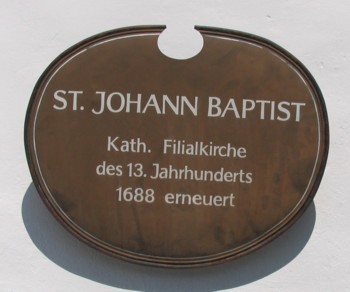 ST. JOHANN BAPTIST
Kath. Filialkirche
des 13. Jahrhunderts
1688 erneuert